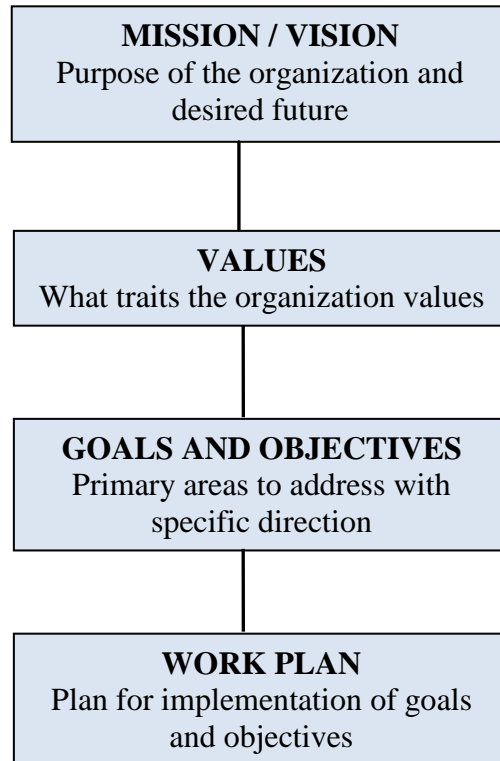 MISSION / VISION
Purpose of the organization and
desired future
VALUES
What traits the organization values
GOALS AND OBJECTIVES
Primary areas to address with
specific direction
WORK PLAN
Plan for implementation of goals
and objectives